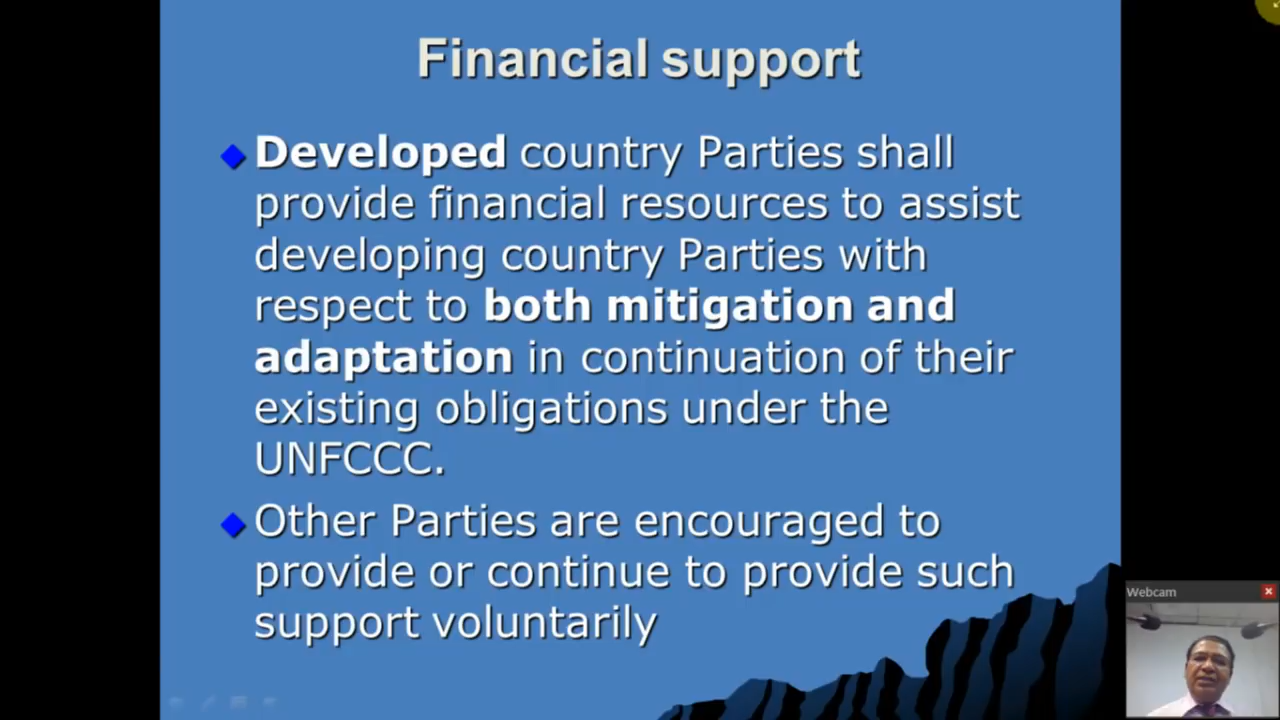 Financial support
Developed country Parties shall
provide financial resources to assist
developing country Parties with
respect to both mitigation and
adaptation in continuation of their
existing obligations under the
UNFCCC.
Other Parties are encouraged to
provide or continue to provide such
support voluntarily
Webcam